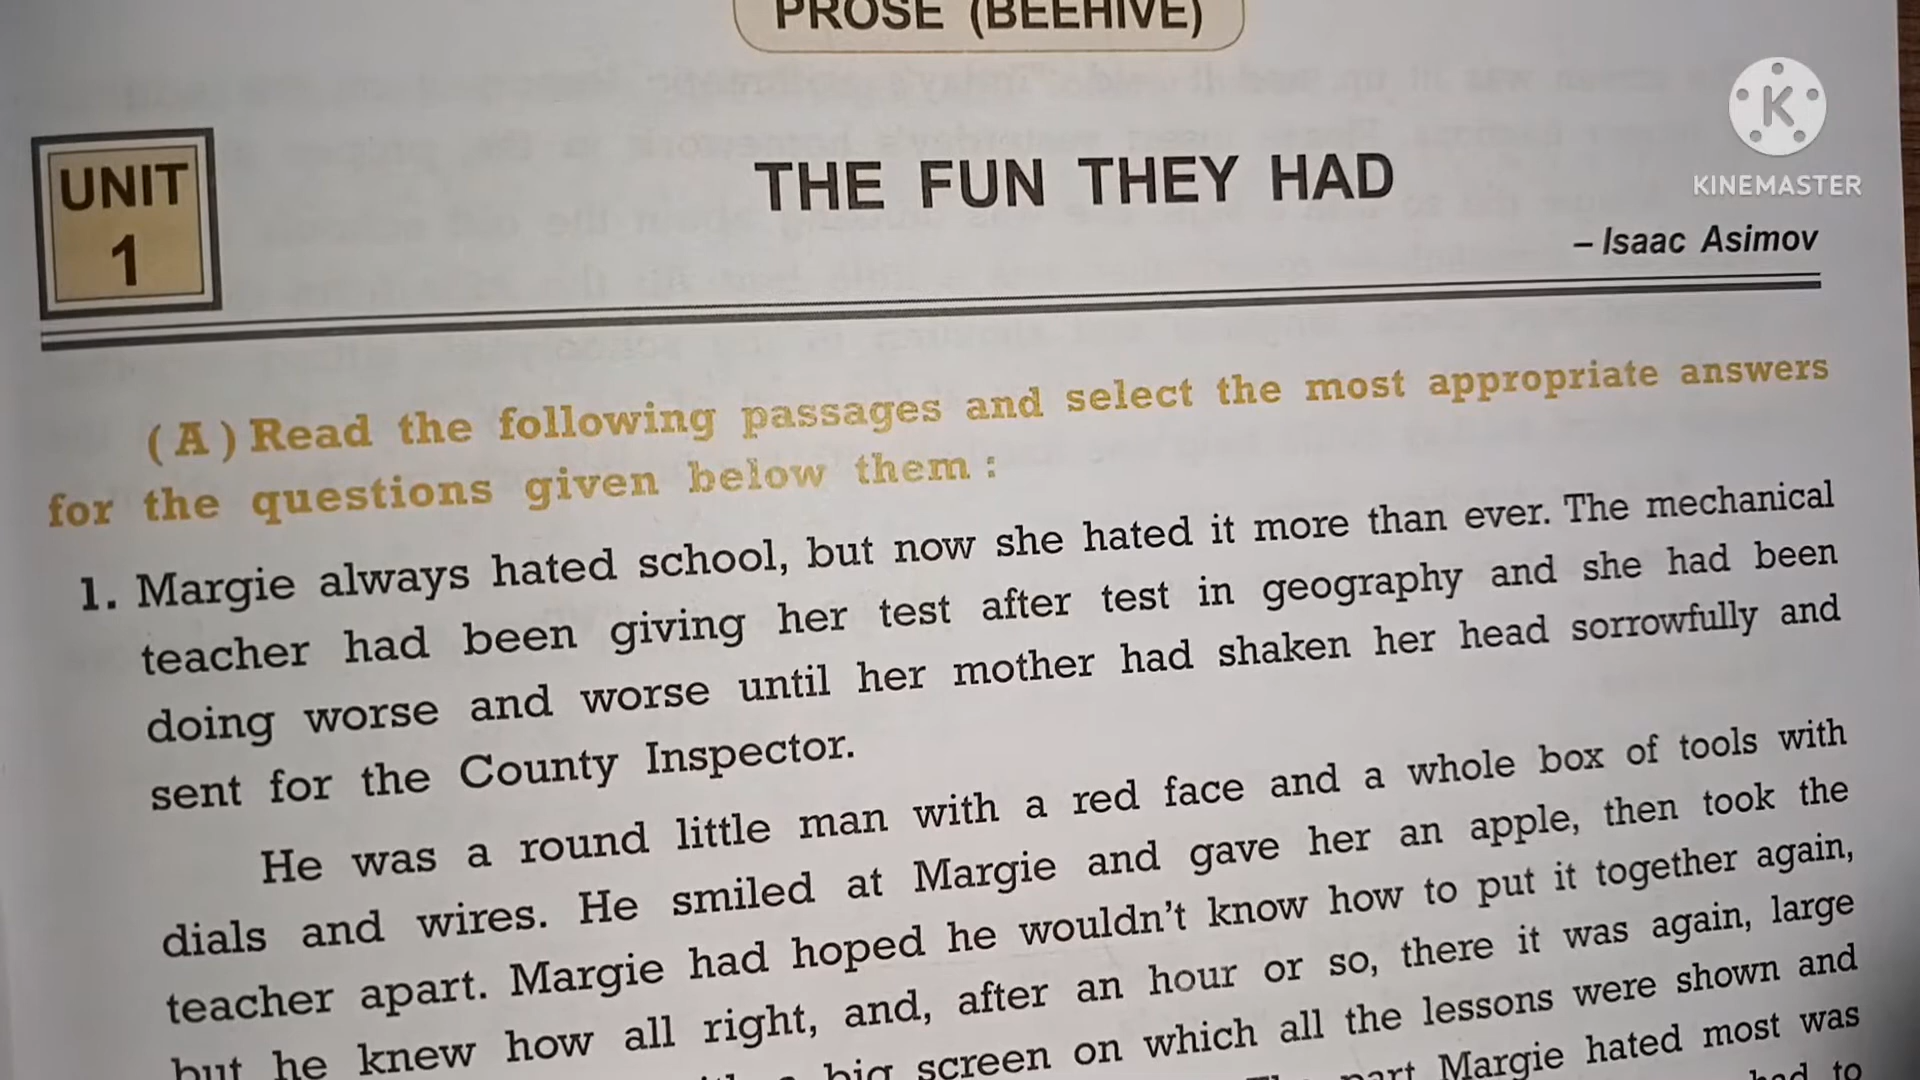 PROSE (BEEHIVE)
KINEMASTER
UNIT
1
THE FUN THEY HAD
– Isaac Asimov
(A) Read the following passages and select the most appropriate answers
for the questions given below them :
1. Margie always hated school, but now she hated it more than ever. The mechanical
teacher had been giving her test after test in geography and she had been
doing worse and worse until her mother had shaken her head sorrowfully and
sent for the County Inspector.
He was a round little man with a red face and a whole box of tools with
dials and wires. He smiled at Margie and gave her an apple, then took the
teacher apart. Margie had hoped he wouldn't know how to put it together again,
but he knew how all right, and, after an hour or so, there it was again, large
big screen on which all the lessons were shown and
part Margie hated most was
had to